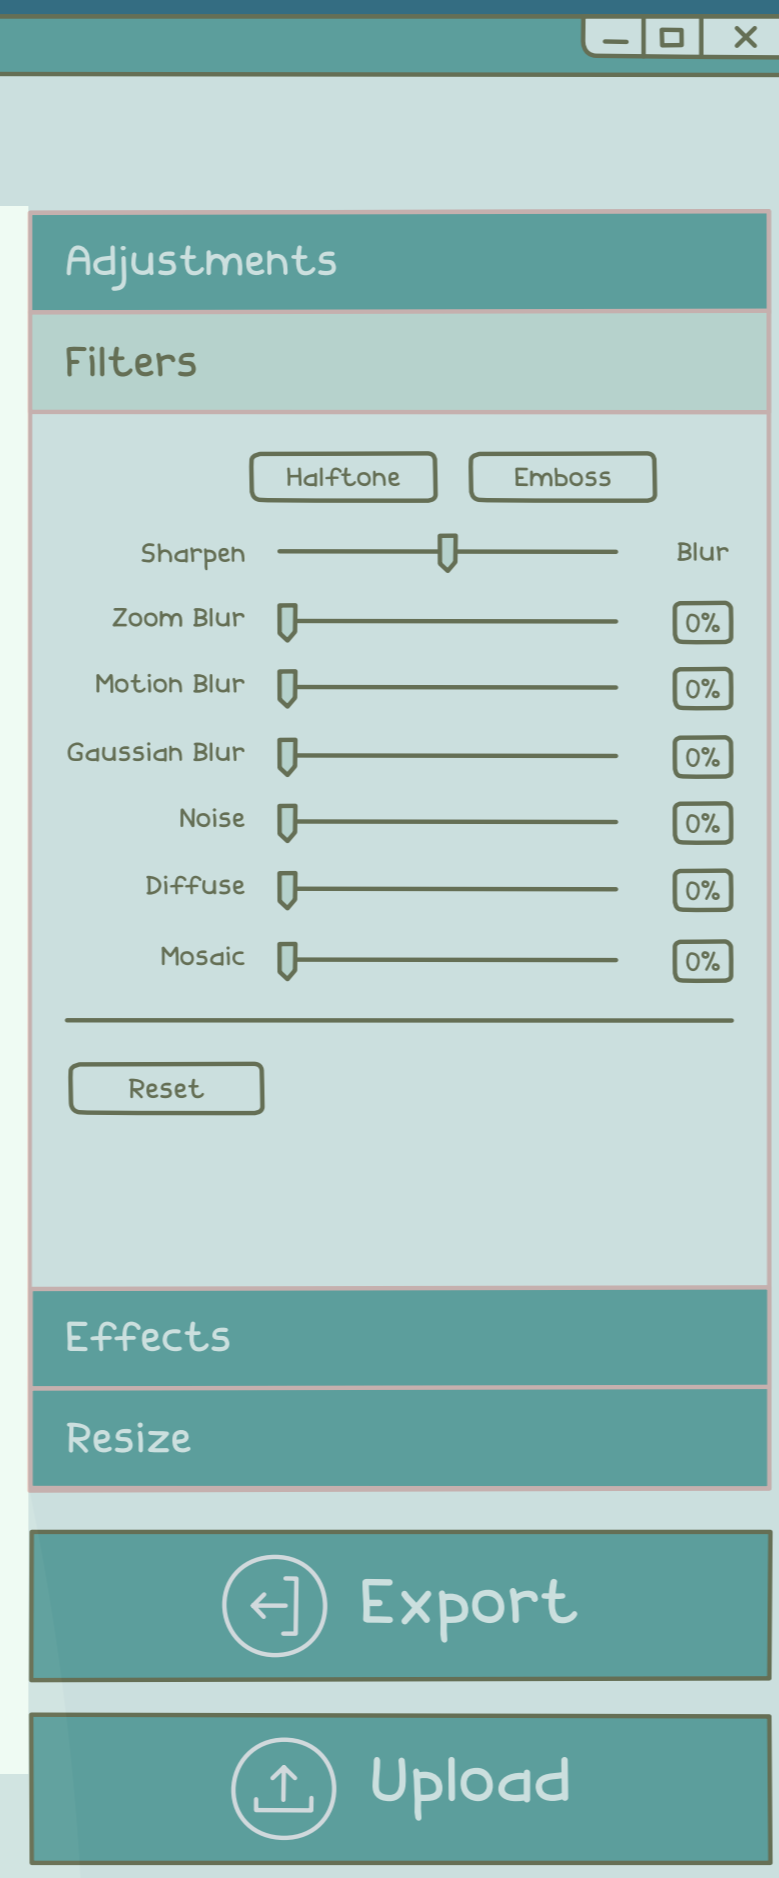 Adjustments
Filters
Halftone Emboss
Sharpen Blur
Zoom Blur 0%
Motion Blur 0%
Gaussian Blur 0%
Noise 0%
Diffuse 0%
Mosaic 0%
Reset
Effects
Resize
Export
Upload